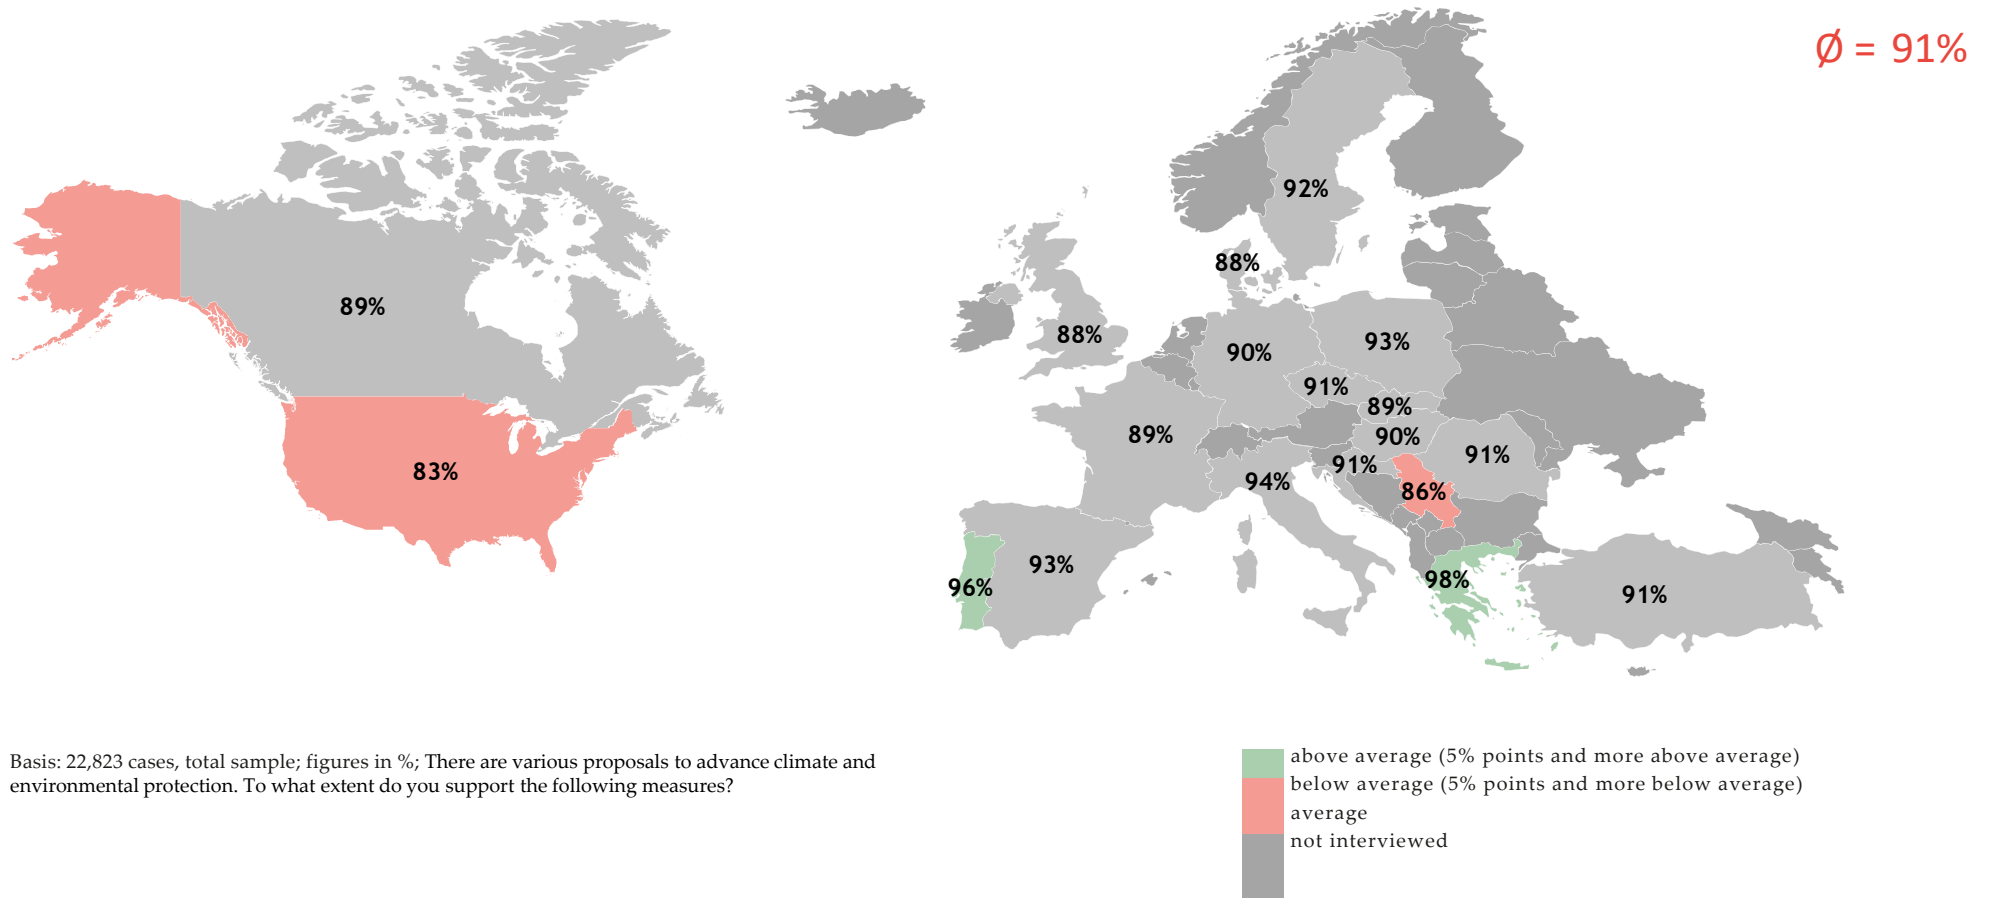 Ø = 91%
92%
88%
89%
88%
93%
90%
91%
89%
89%
90%
91%
91%
83%
94%
86%
93%
98%
96%
91%
Basis: 22,823 cases, total sample; figures in %; There are various proposals to advance climate and
environmental protection. To what extent do you support the following measures?
above average (5% points and more above average)
below average (5% points and more below average)
average
not interviewed